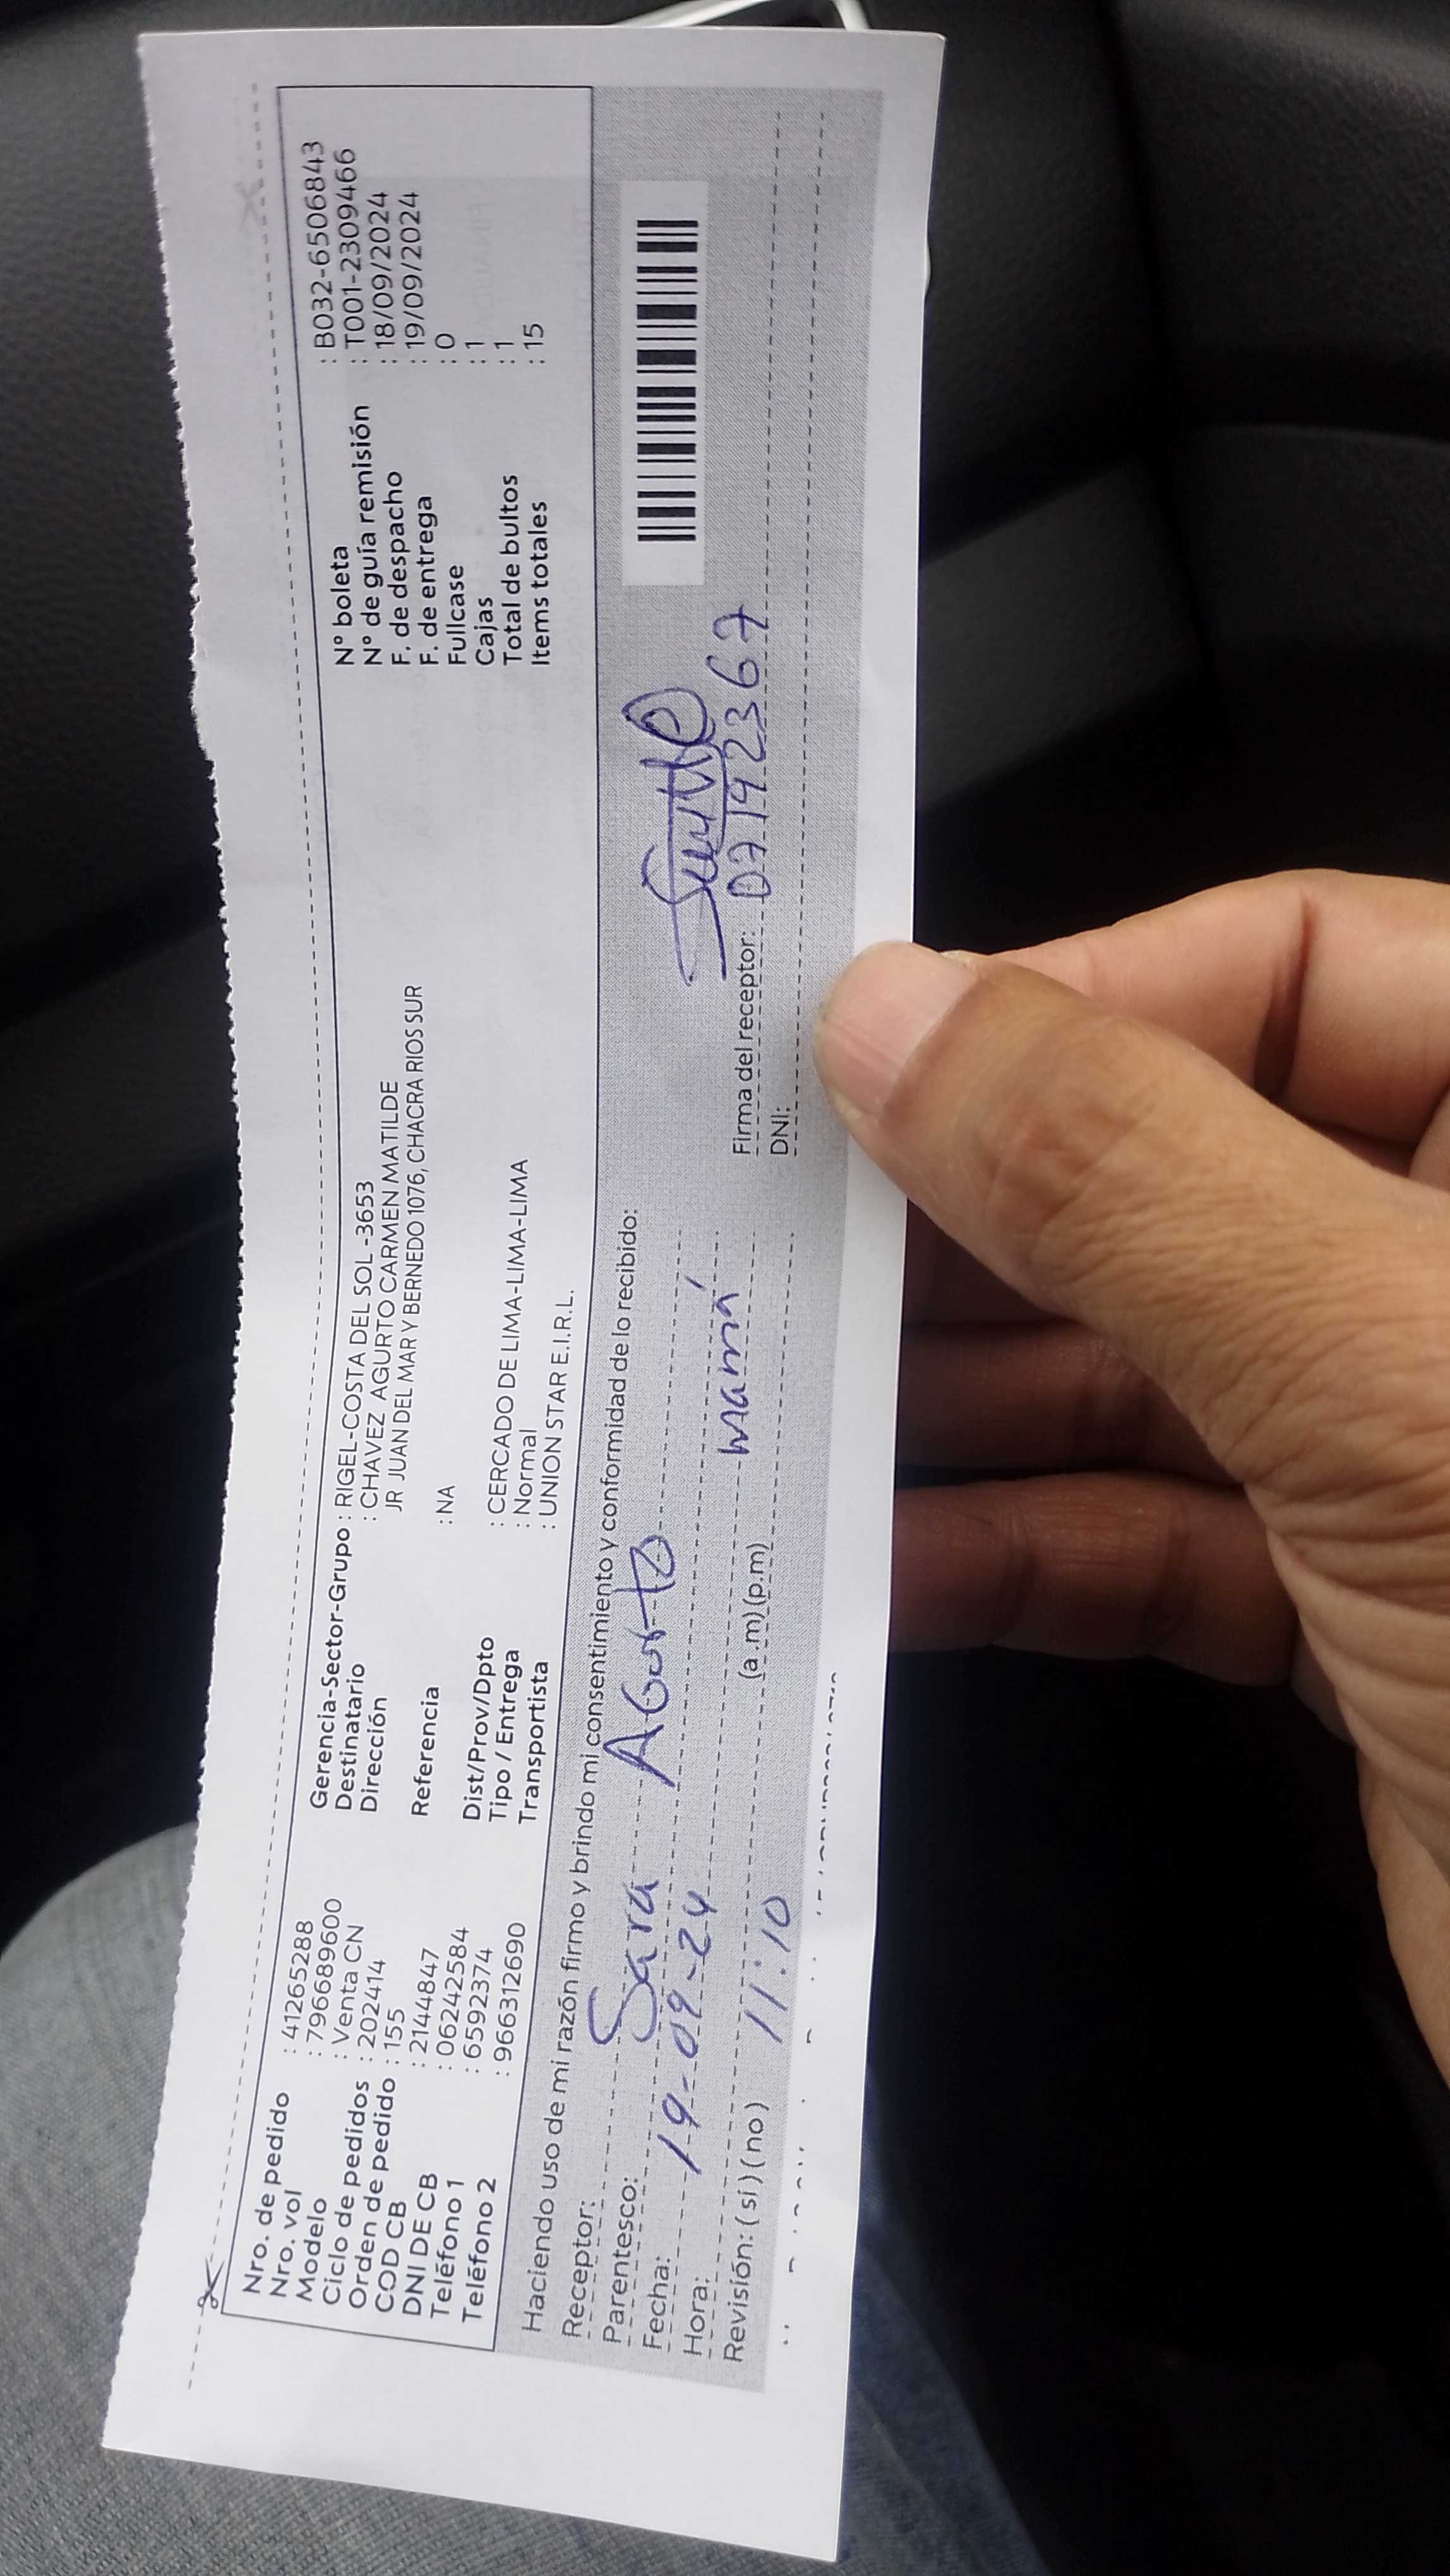 Nro. de pedido : 41265288
Nro. vol : 7966689600
Modelo : Venta CN
Ciclo de pedidos : 202414
Orden de pedido : 155
COD CB : 2144847
DNI DE CB : 06242584
Teléfono 1 : 6592374
Teléfono 2 : 966312690
Gerencia-Sector-Grupo : RIGEL-COSTA DEL SOL -3653
Destinatario : CHAVEZ AGURTO CARMEN MATILDE
Dirección JR JUAN DEL MAR Y BERNEDO 1076, CHACRA RIOS SUR
Referencia : NA
Dist/Prov/Dpto : CERCADO DE LIMA-LIMA-LIMA
Tipo / Entrega : Normal
Transportista : UNION STAR E.I.R.L.
N° boleta : B032-6506843
N° de guía remisión : T001-2309466
F. de despacho : 18/09/2024
F. de entrega : 19/09/2024
Fullcase : 0
Cajas : 1
Total de bultos : 1
Items totales : 15
Haciendo uso de mi razón firmo y brindo mi consentimiento y conformidad de lo recibido:
Receptor: Sara Agurto
Parentesco: mamá
Fecha: 19-09-24
Hora: 11:10 (a.m) (p.m)
Revisión: (si) (no)
Firma del receptor:
DNI: 07192367